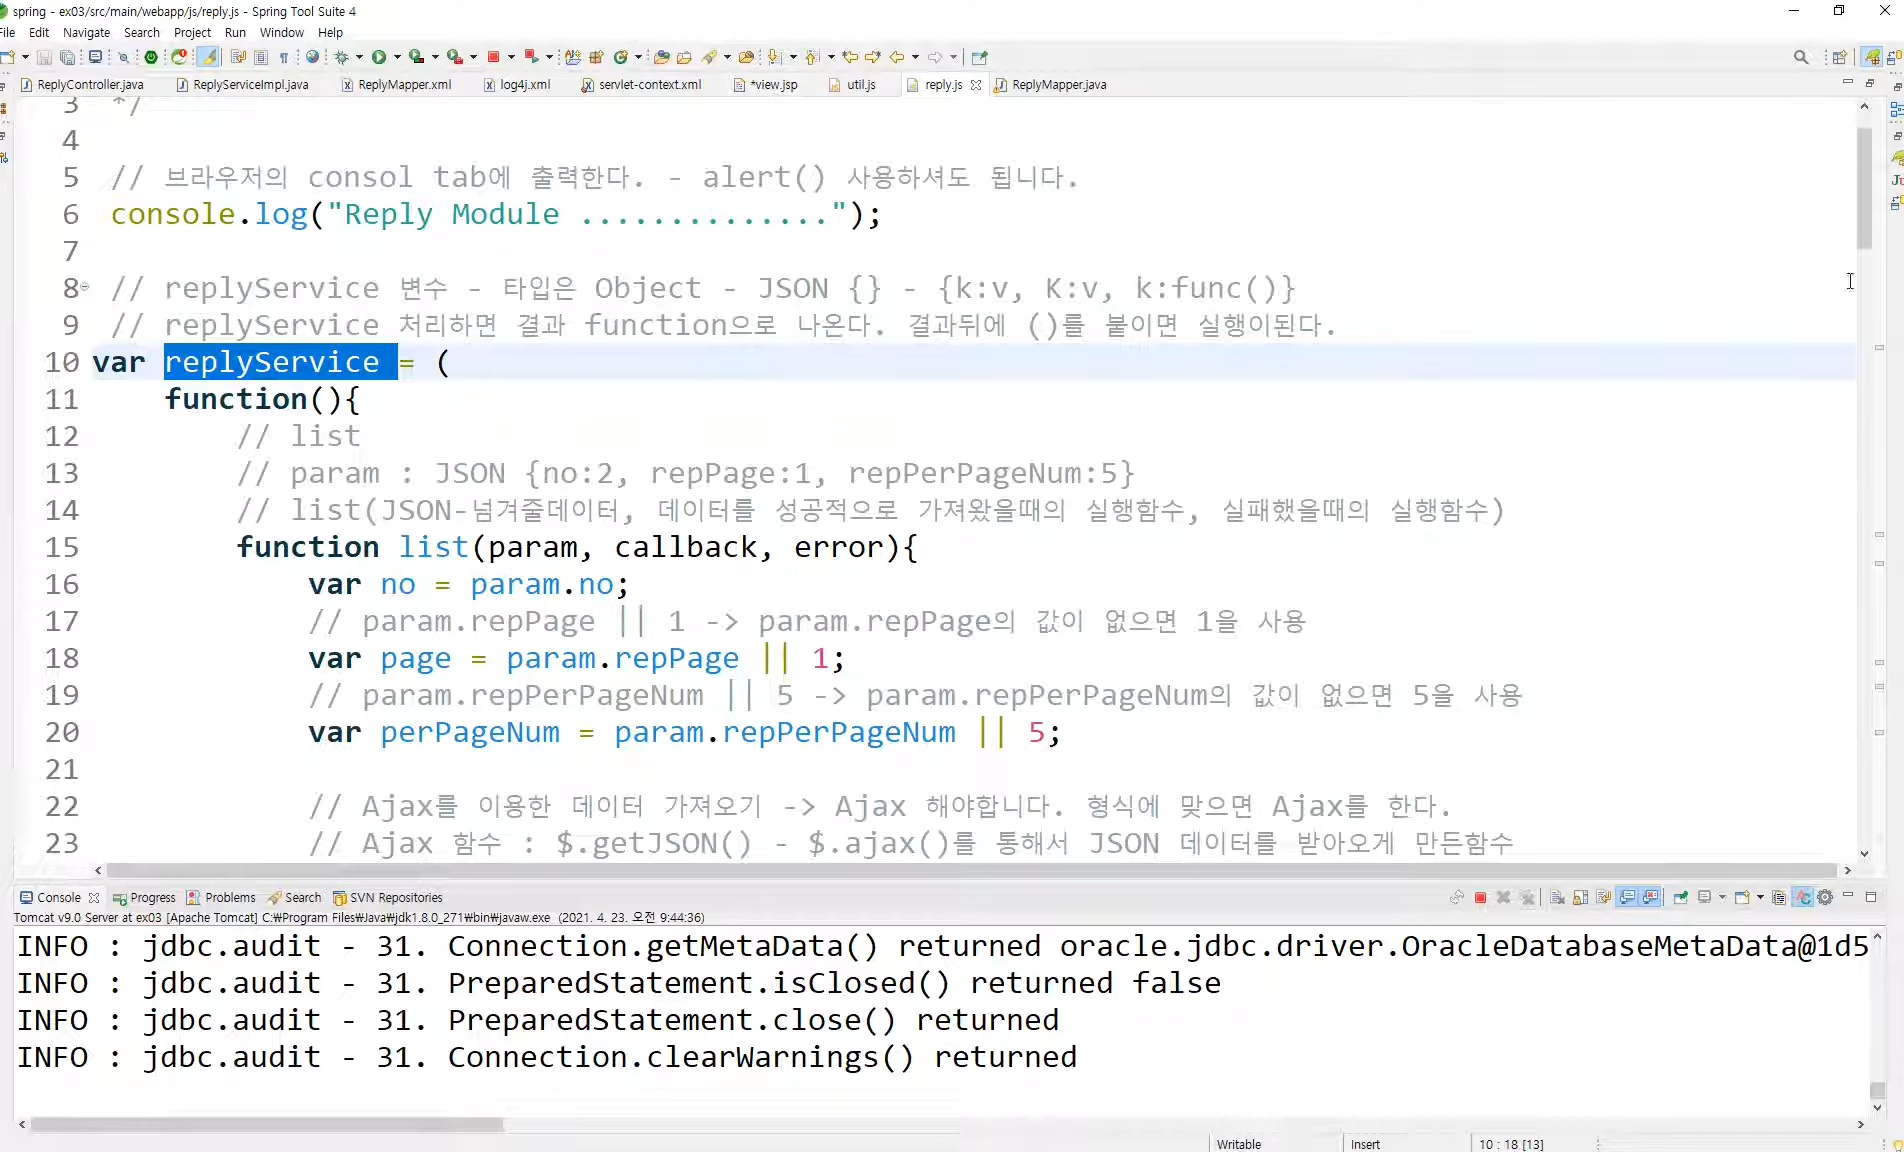 spring - ex03/src/main/webapp/js/reply.js - Spring Tool Suite 4
File Edit Navigate Search Project Run Window Help
ReplyController.java ReplyServiceImpl.java ReplyMapper.xml log4j.xml servlet-context.xml *view.jsp util.js reply.js ReplyMapper.java
3 */
4
5 // 브라우저의 consol tab에 출력한다. - alert() 사용하셔도 됩니다.
6 console.log("Reply Module ..............");
7
8 // replyService 변수 - 타입은 Object - JSON {} - {k:v, K:v, k:func()}
9 // replyService 처리하면 결과 function으로 나온다. 결과뒤에 ()를 붙이면 실행이된다.
10 var replyService = (
11 function(){
12 // list
13 // param : JSON {no:2, repPage:1, repPerPageNum:5}
14 // list(JSON-넘겨줄데이터, 데이터를 성공적으로 가져왔을때의 실행함수, 실패했을때의 실행함수)
15 function list(param, callback, error){
16 var no = param.no;
17 // param.repPage || 1 -> param.repPage의 값이 없으면 1을 사용
18 var page = param.repPage || 1;
19 // param.repPerPageNum || 5 -> param.repPerPageNum의 값이 없으면 5을 사용
20 var perPageNum = param.repPerPageNum || 5;
21
22 // Ajax를 이용한 데이터 가져오기 -> Ajax 해야합니다. 형식에 맞으면 Ajax를 한다.
23 // Ajax 함수 : $.getJSON() - $.ajax()를 통해서 JSON 데이터를 받아오게 만든함수
Console Progress Problems Search SVN Repositories
Tomcat v9.0 Server at ex03 [Apache Tomcat] C:₩Program Files₩Java₩jdk1.8.0_271₩bin₩javaw.exe (2021. 4. 23. 오전 9:44:36)
INFO : jdbc.audit - 31. Connection.getMetaData() returned oracle.jdbc.driver.OracleDatabaseMetaData@1d5
INFO : jdbc.audit - 31. PreparedStatement.isClosed() returned false
INFO : jdbc.audit - 31. PreparedStatement.close() returned
INFO : jdbc.audit - 31. Connection.clearWarnings() returned
Writable Insert 10 : 18 [13]